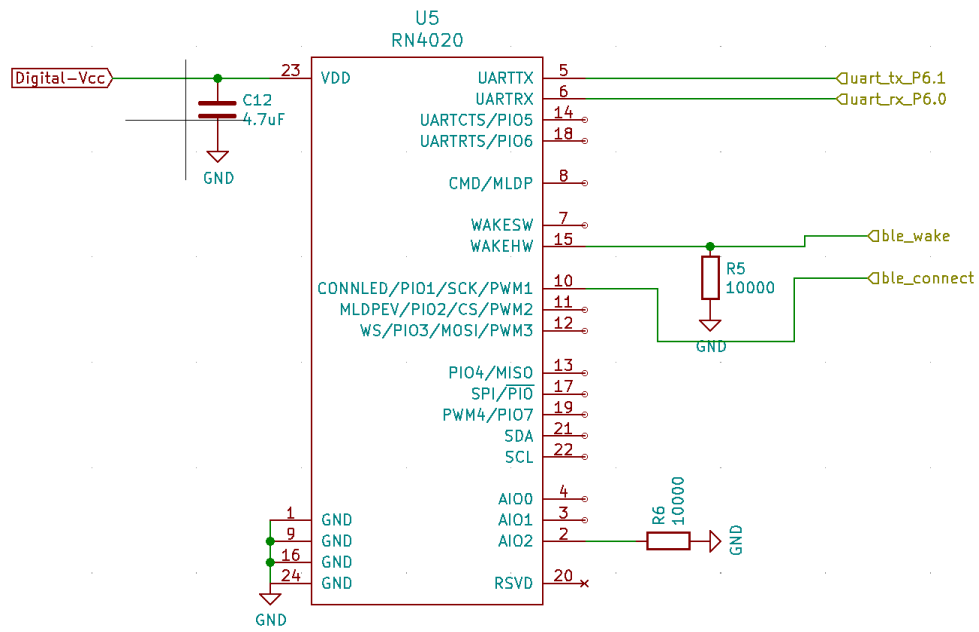 U5
RN4020
Digital-Vcc
23 VDD
C12
4.7uF
GND
UARTTX 5 uart_tx_P6.1
UARTRX 6 uart_rx_P6.0
UARTCTS/PIO5 14
UARTRTS/PIO6 18
CMD/MLDP 8
WAKESW 7
WAKEHW 15 ble_wake
R5
10000
GND
CONNLED/PIO1/SCK/PWM1 10 ble_connect
MLDPEV/PIO2/CS/PWM2 11
WS/PIO3/MOSI/PWM3 12
PIO4/MISO 13
SPI/PIO 17
PWM4/PIO7 19
SDA 21
SCL 22
AIO0 4
AIO1 3
AIO2 2
R6
10000
GND
RSVD 20
1 GND
9 GND
16 GND
24 GND
GND